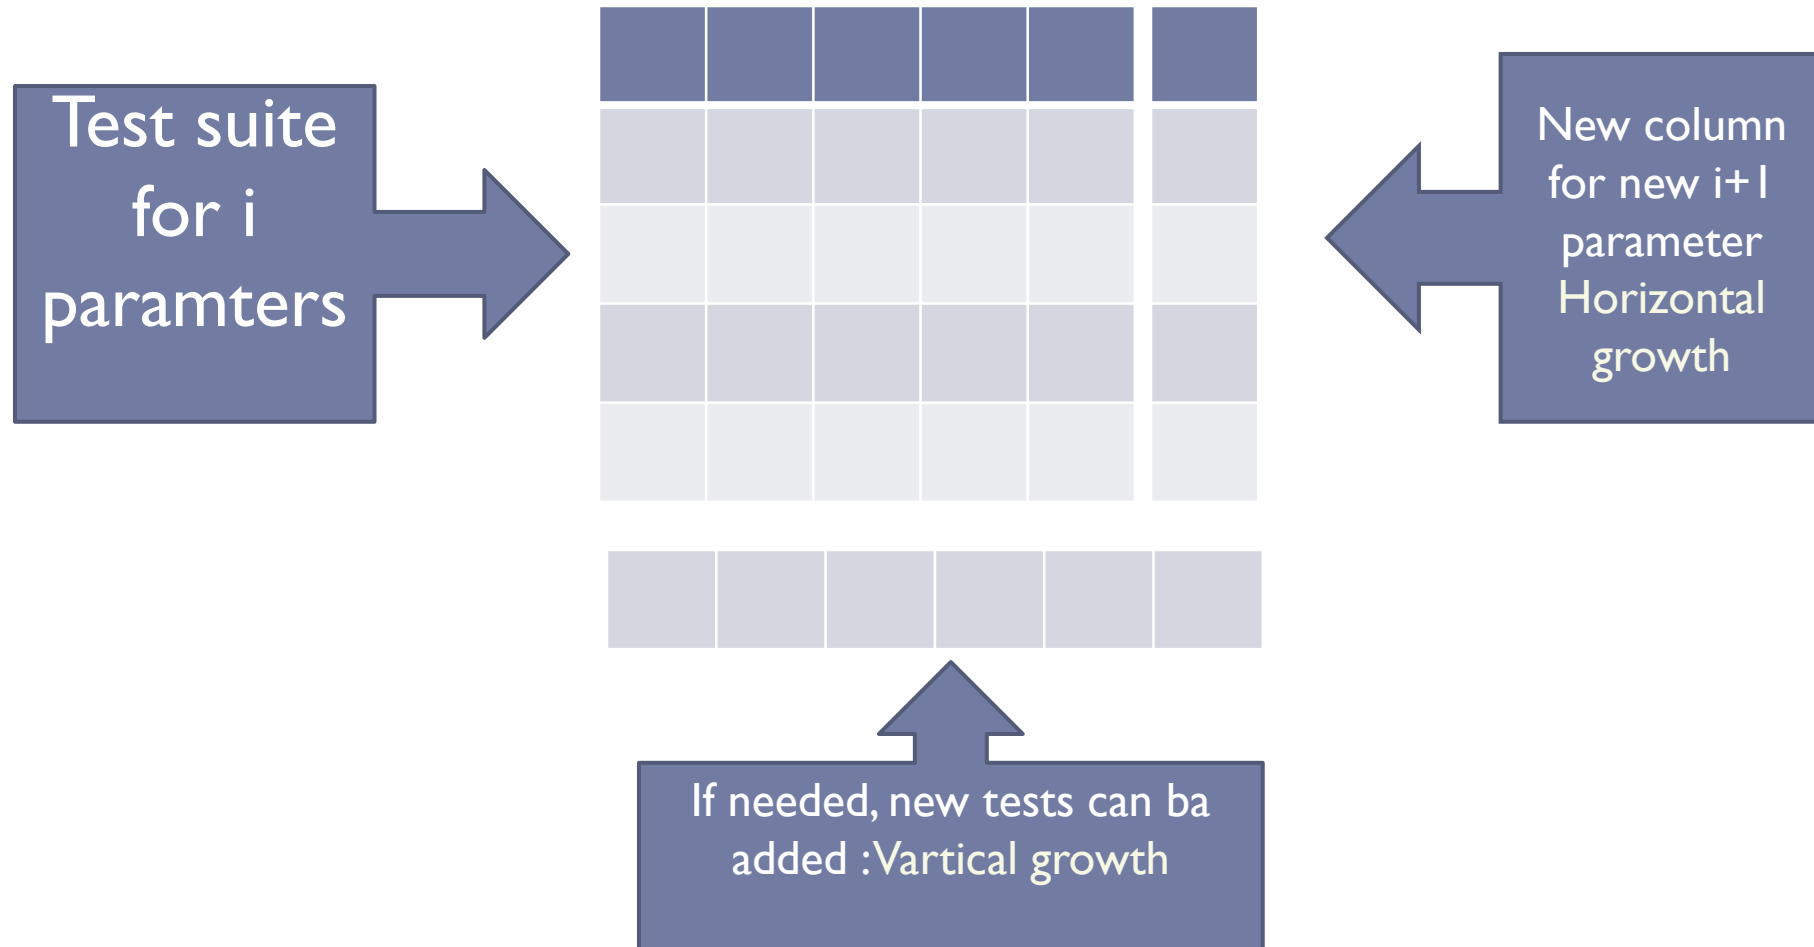 Test suite
for i
paramters
New column
for new i+1
parameter
Horizontal
growth
If needed, new tests can ba
added :Vartical growth